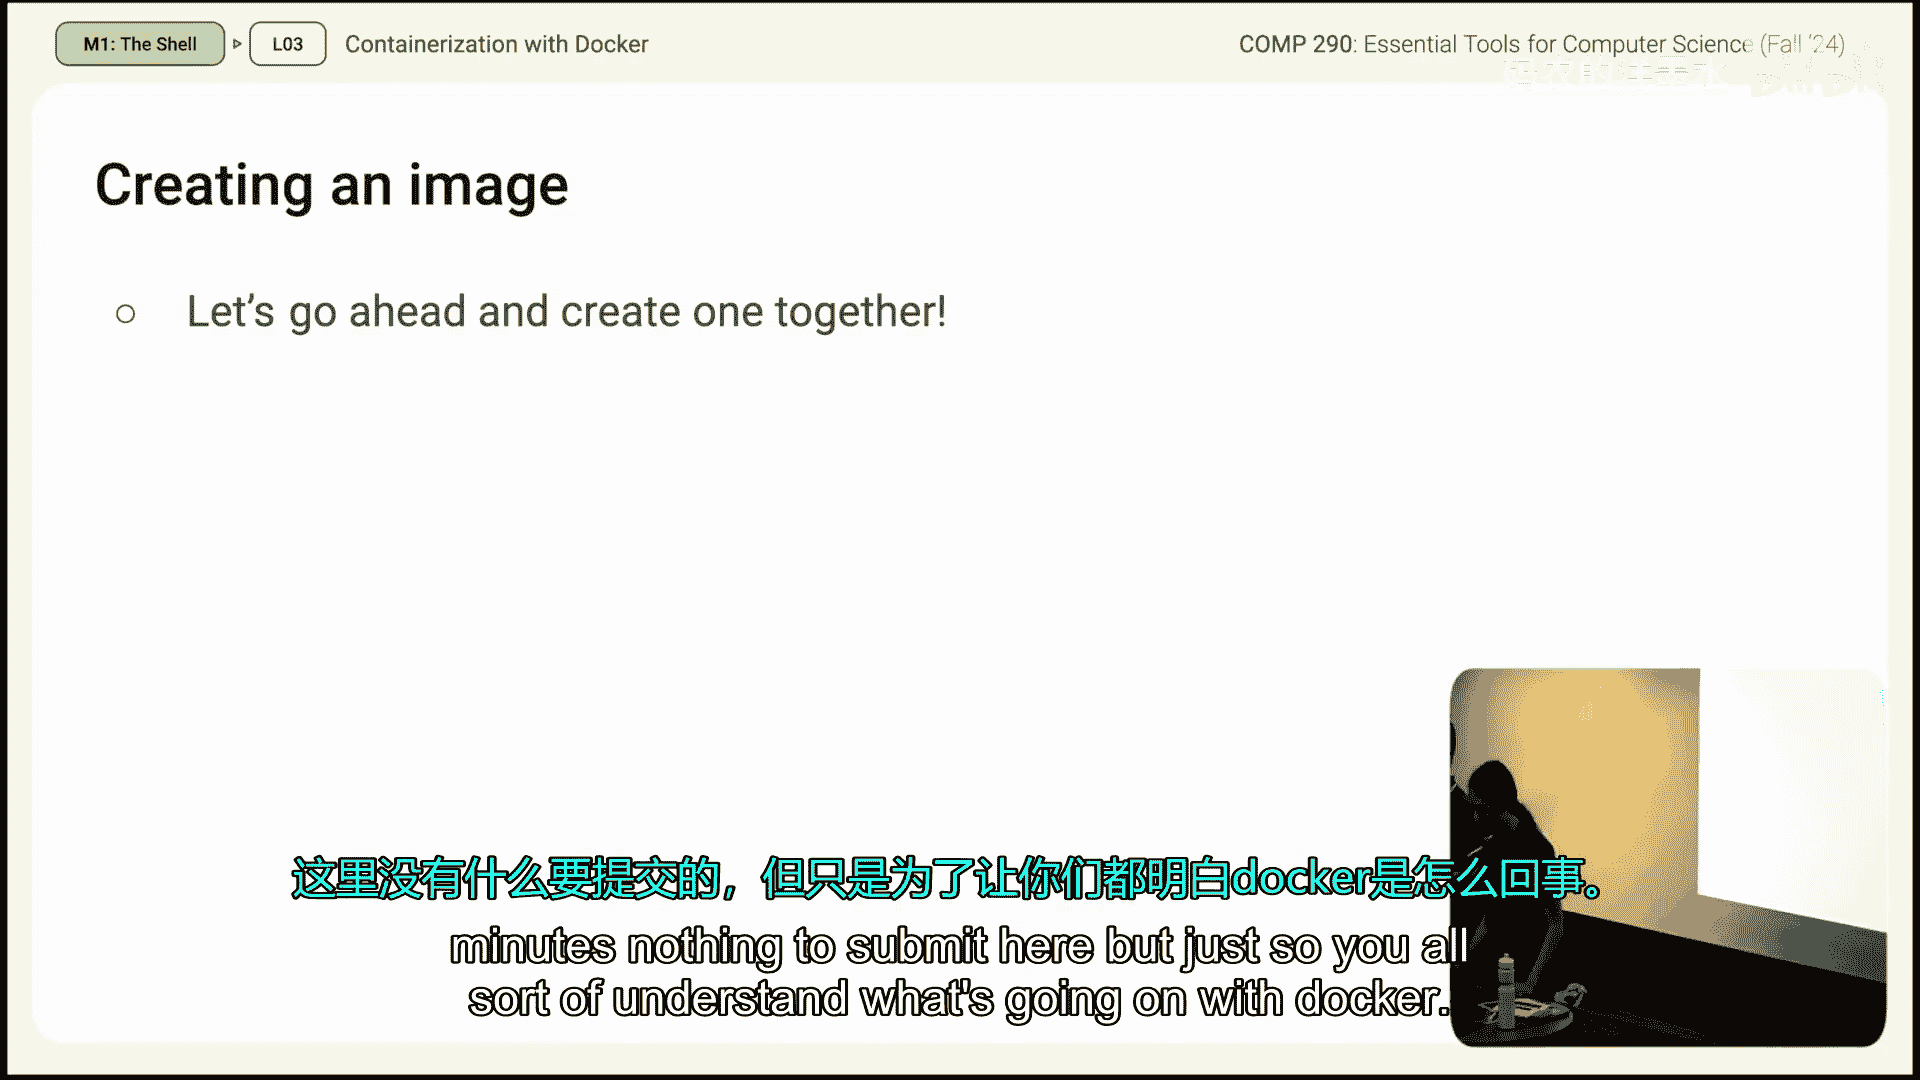 M1: The Shell
L03
Containerization with Docker
COMP 290: Essential Tools for Computer Science (Fall ‘24)
Creating an image
Let’s go ahead and create one together!
这里没有什么要提交的，但只是为了让你们都明白docker是怎么回事。
minutes nothing to submit here but just so you all
sort of understand what's going on with docker.